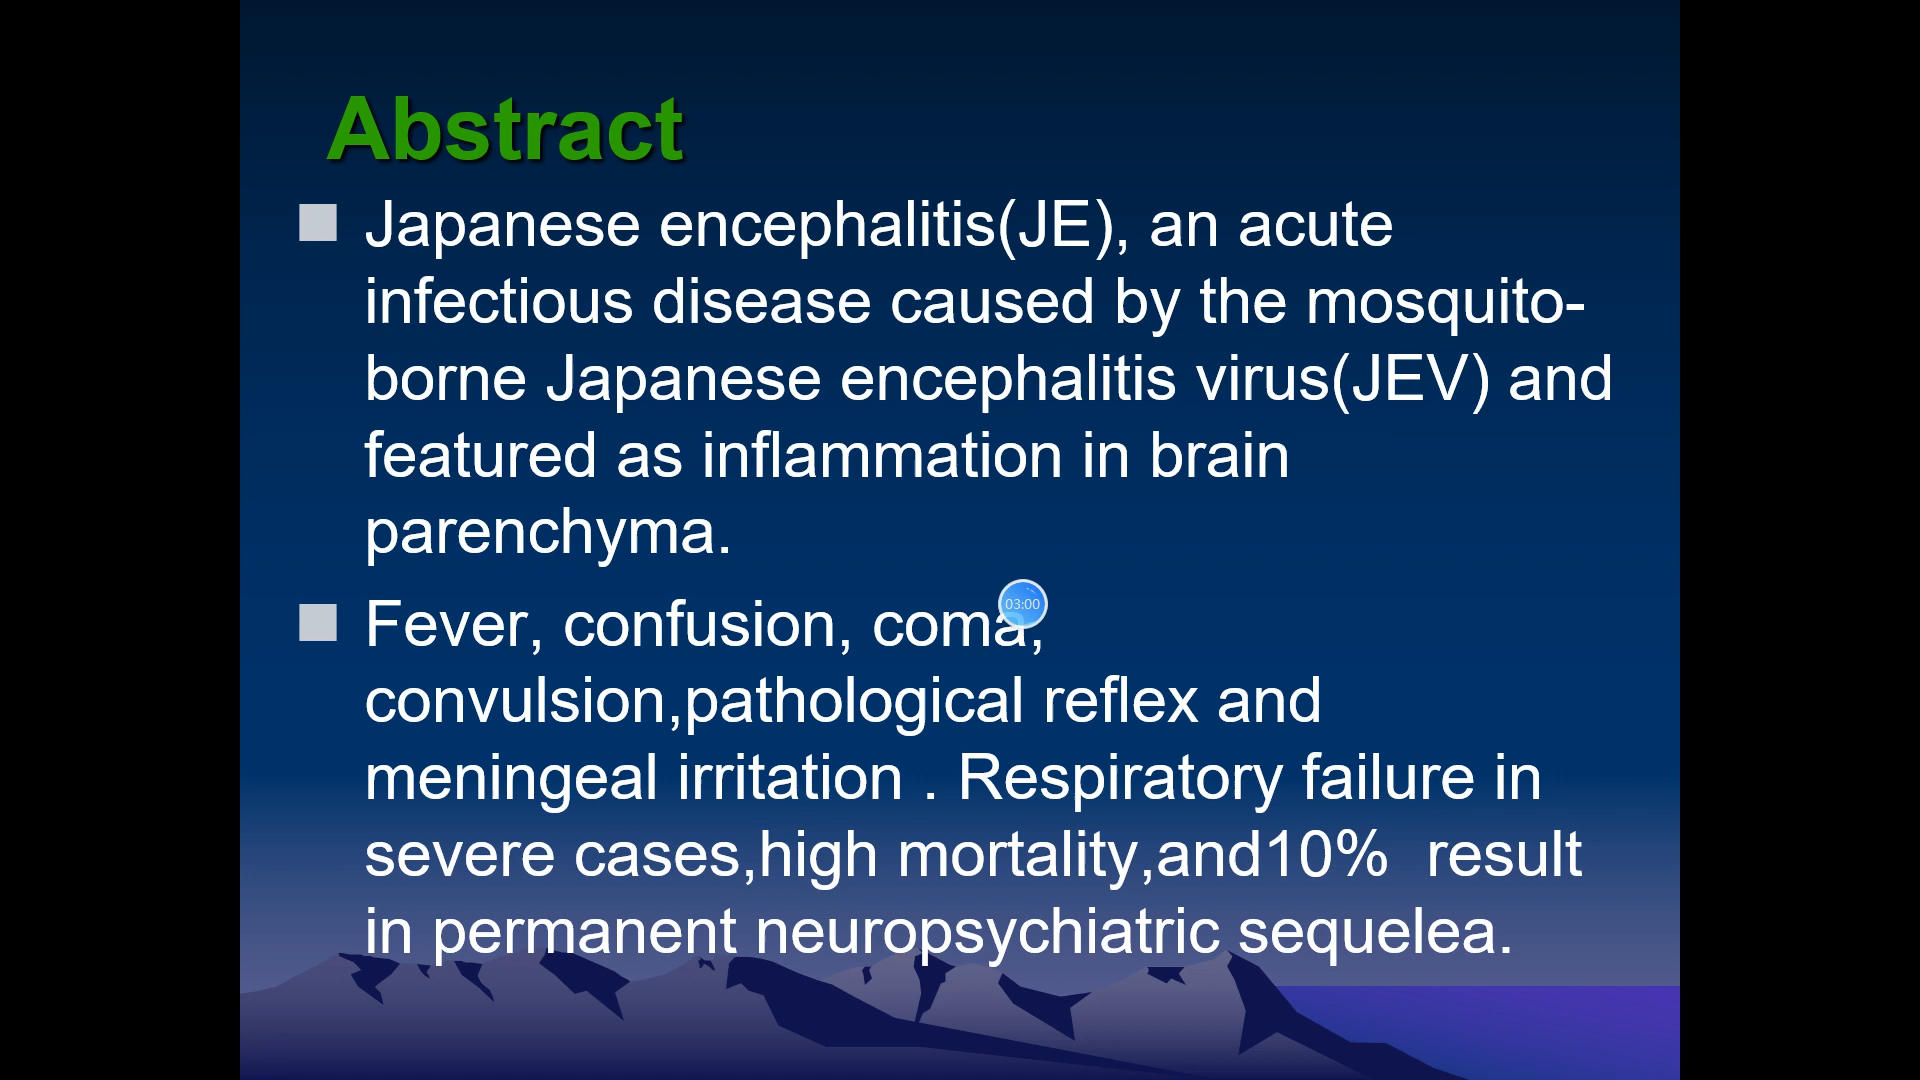 Abstract
Japanese encephalitis(JE), an acute
infectious disease caused by the mosquito-
borne Japanese encephalitis virus(JEV) and
featured as inflammation in brain
parenchyma.
03:00
Fever, confusion, coma,
convulsion,pathological reflex and
meningeal irritation . Respiratory failure in
severe cases,high mortality,and10%  result
in permanent neuropsychiatric sequelea.